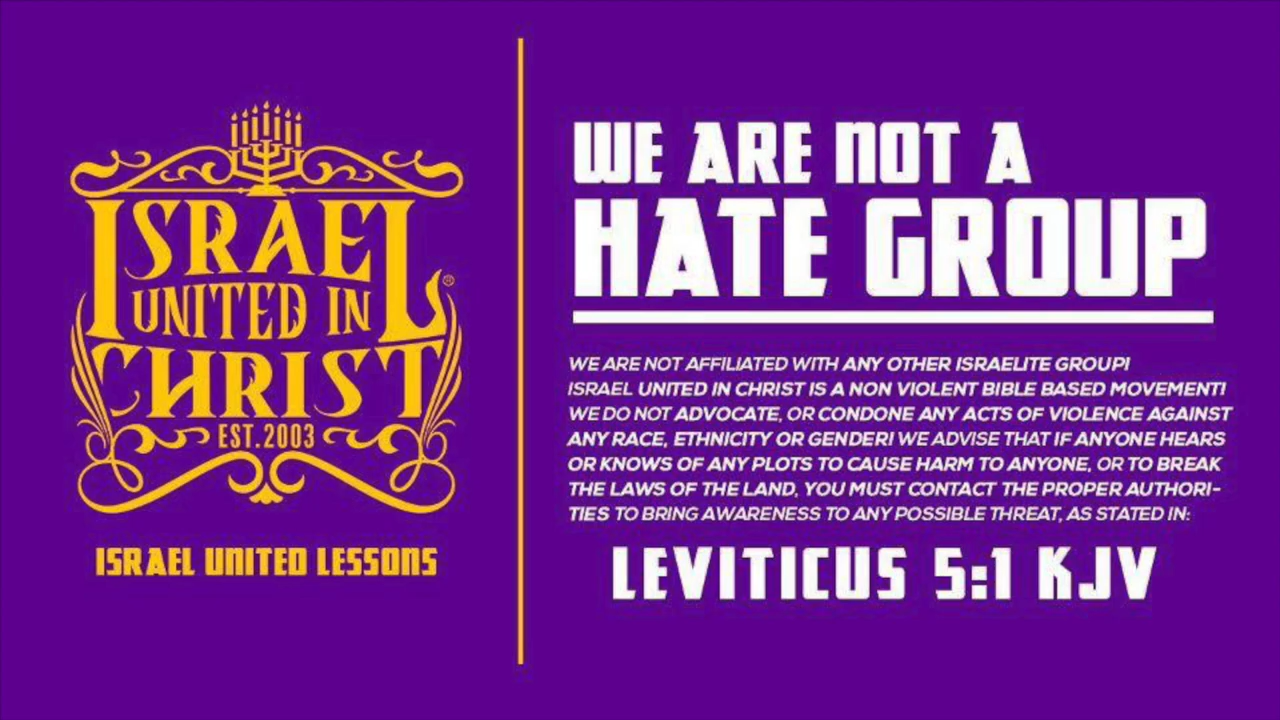 ISRAEL
UNITED IN
CHRIST
EST. 2003
ISRAEL UNITED LESSONS
WE ARE NOT A
HATE GROUP
WE ARE NOT AFFILIATED WITH ANY OTHER ISRAELITE GROUP!
ISRAEL UNITED IN CHRIST IS A NON VIOLENT BIBLE BASED MOVEMENT!
WE DO NOT ADVOCATE, OR CONDONE ANY ACTS OF VIOLENCE AGAINST
ANY RACE, ETHNICITY OR GENDER! WE ADVISE THAT IF ANYONE HEARS
OR KNOWS OF ANY PLOTS TO CAUSE HARM TO ANYONE, OR TO BREAK
THE LAWS OF THE LAND, YOU MUST CONTACT THE PROPER AUTHORI-
TIES TO BRING AWARENESS TO ANY POSSIBLE THREAT, AS STATED IN:
LEVITICUS 5:1 KJV